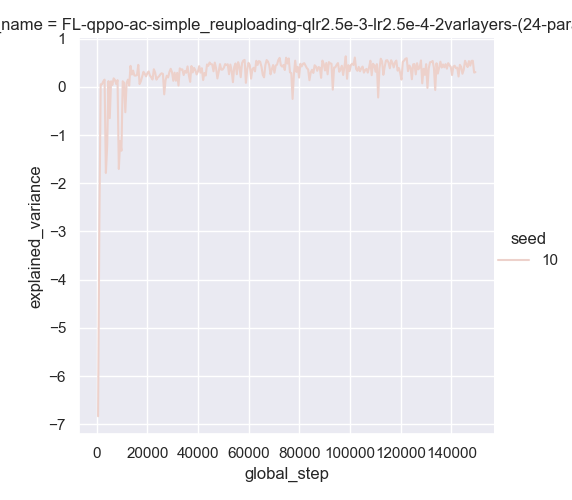 _name = FL-qppo-ac-simple_reuploading-qlr2.5e-3-lr2.5e-4-2varlayers-(24-para
1
0
−1
−2
−3
−4
−5
−6
−7
explained_variance
0 20000 40000 60000 80000 100000 120000 140000
global_step
seed
10